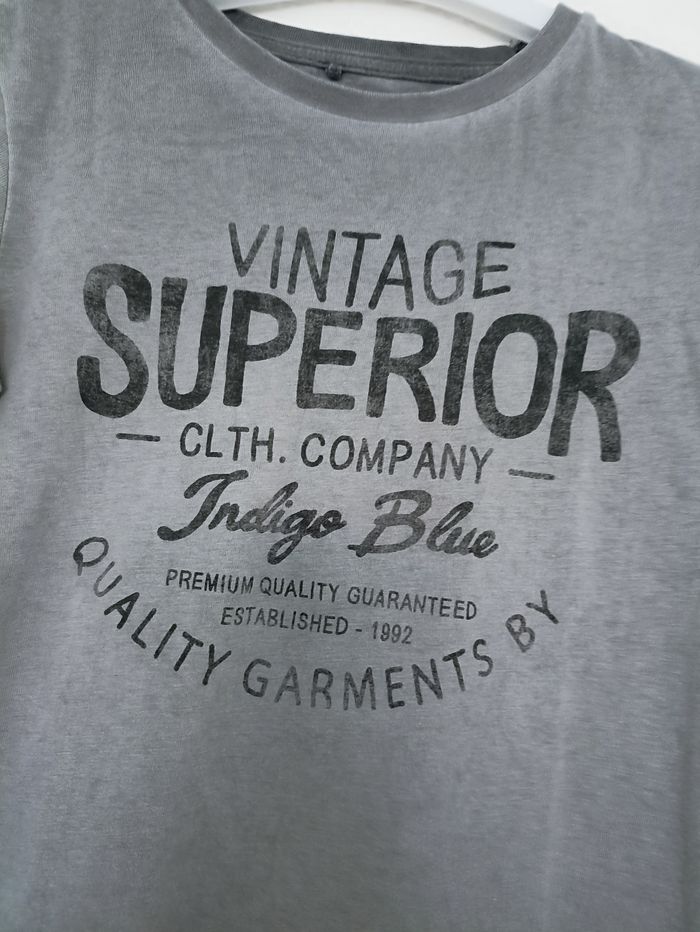 VINTAGE
SUPERIOR
- CLTH. COMPANY -
Indigo Blue
PREMIUM QUALITY GUARANTEED
ESTABLISHED - 1992
QUALITY GARMENTS BY